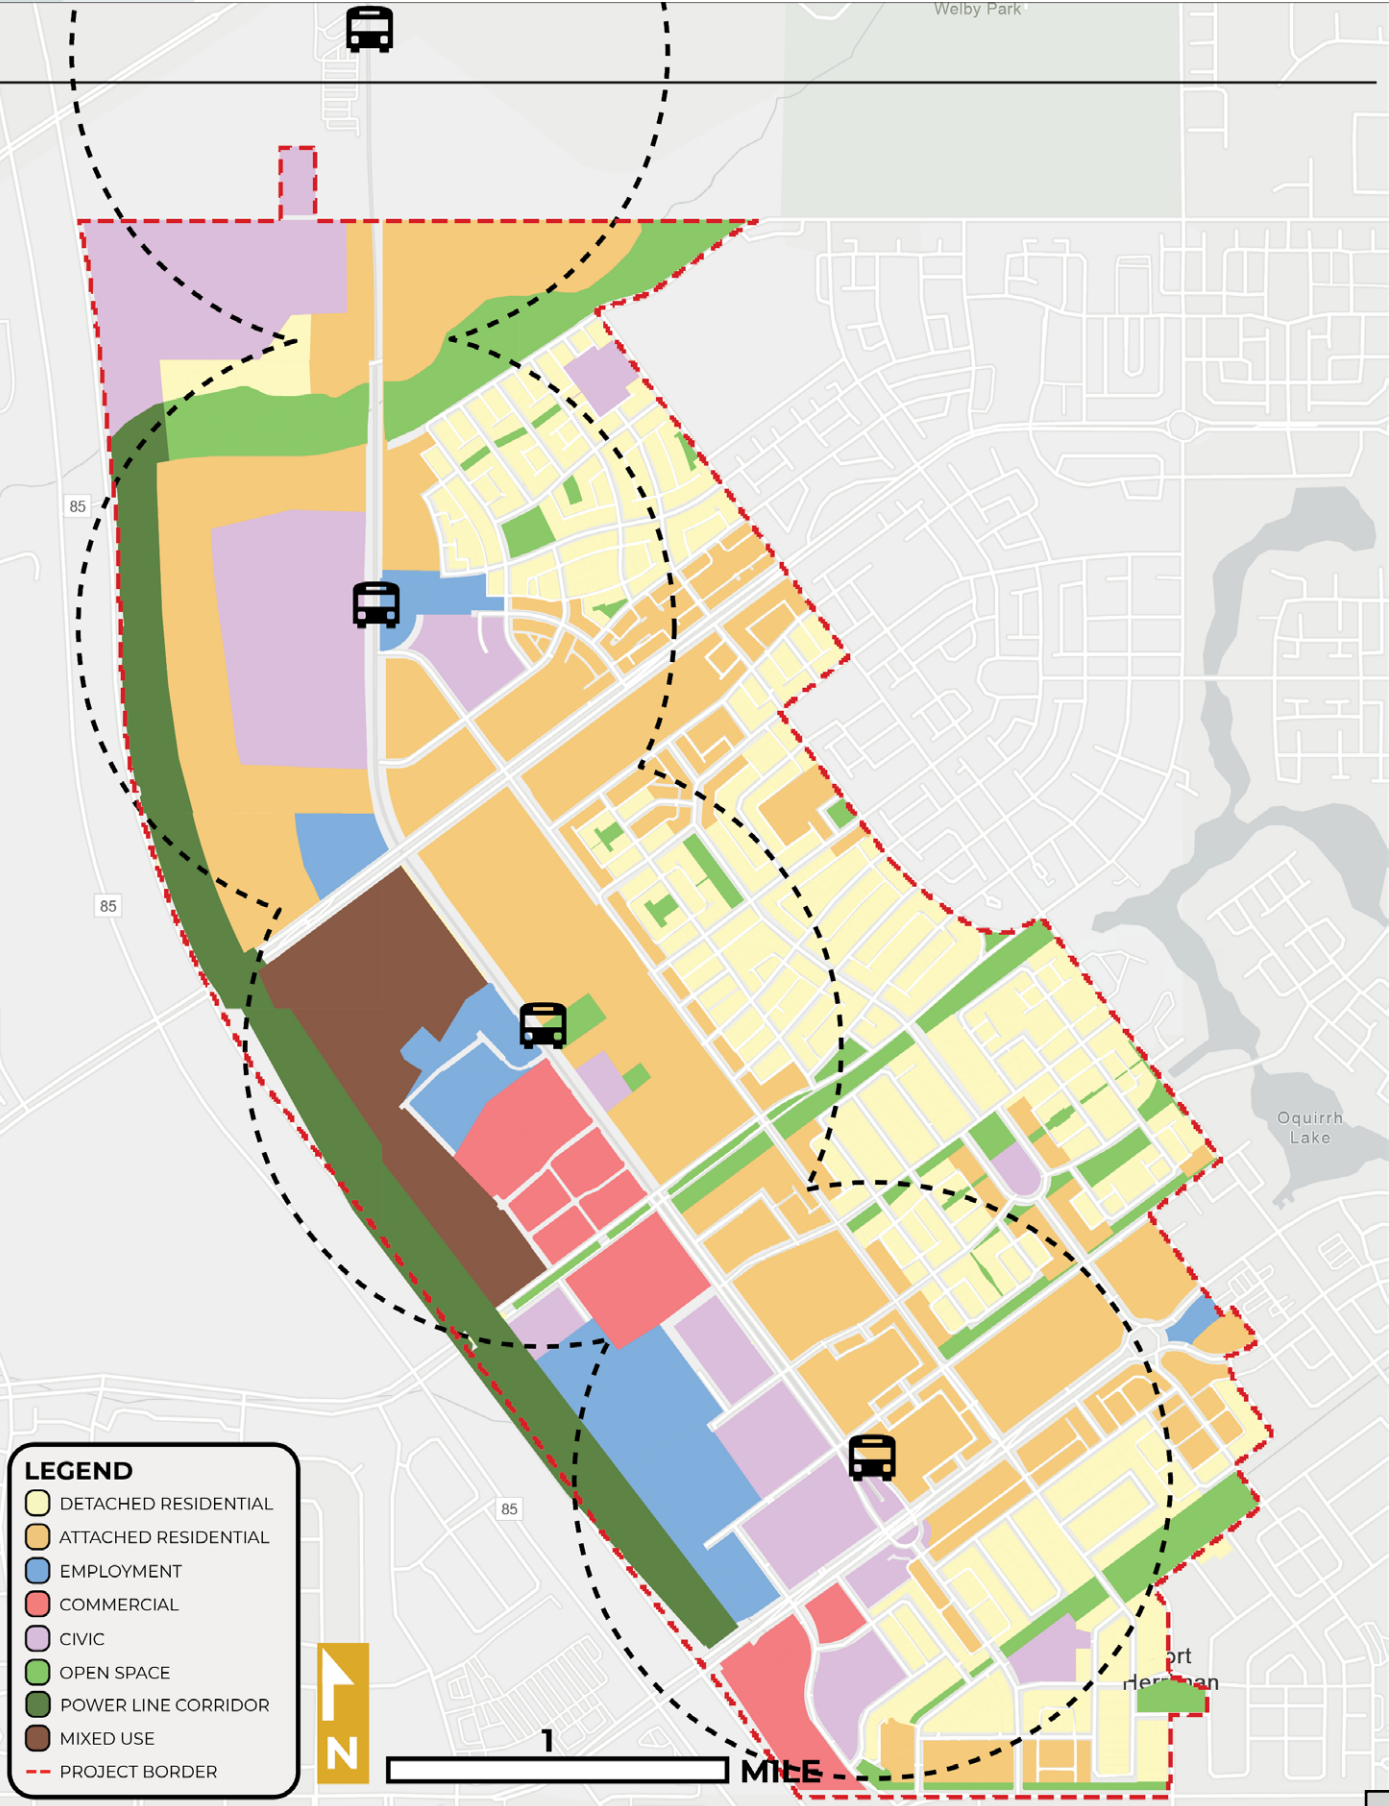 Welby Park
85
85
Oquirrh
Lake
LEGEND
DETACHED RESIDENTIAL
ATTACHED RESIDENTIAL
EMPLOYMENT
COMMERCIAL
CIVIC
OPEN SPACE
POWER LINE CORRIDOR
MIXED USE
PROJECT BORDER
85
N
1
MILE